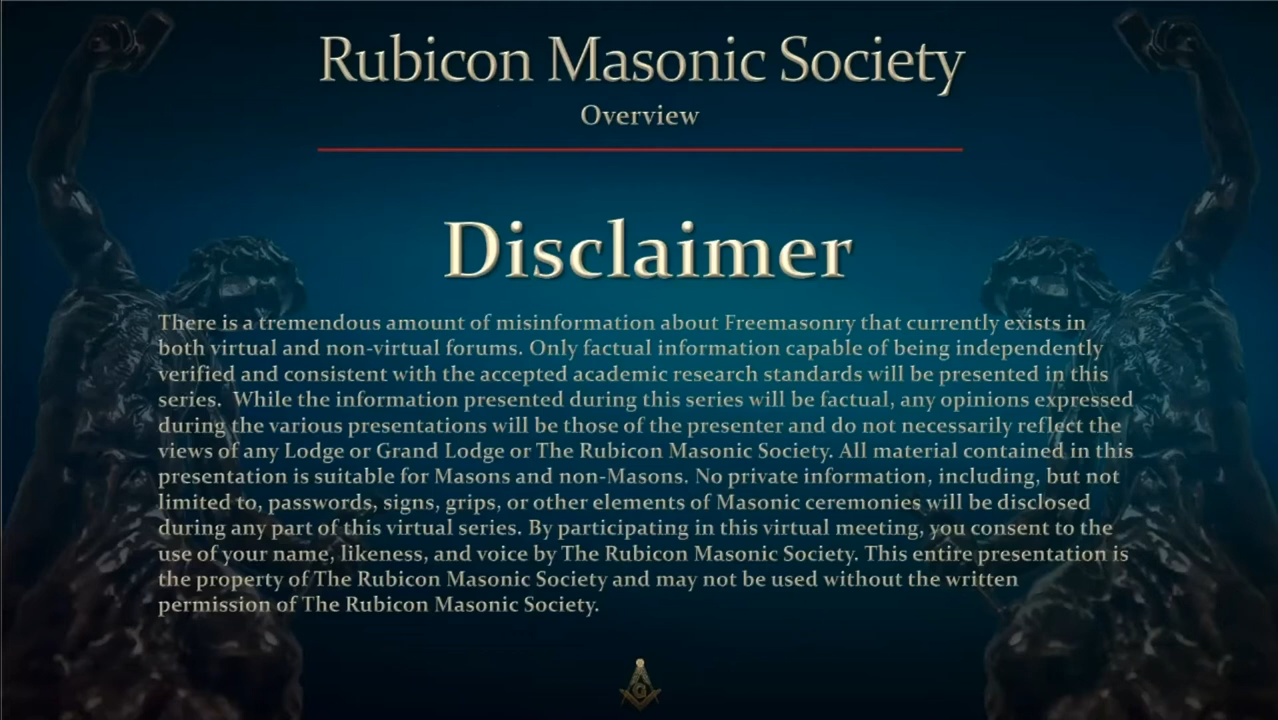 Rubicon Masonic Society
Overview
Disclaimer
There is a tremendous amount of misinformation about Freemasonry that currently exists in
both virtual and non-virtual forums. Only factual information capable of being independently
verified and consistent with the accepted academic research standards will be presented in this
series.  While the information presented during this series will be factual, any opinions expressed
during the various presentations will be those of the presenter and do not necessarily reflect the
views of any Lodge or Grand Lodge or The Rubicon Masonic Society. All material contained in this
presentation is suitable for Masons and non-Masons. No private information, including, but not
limited to, passwords, signs, grips, or other elements of Masonic ceremonies will be disclosed
during any part of this virtual series. By participating in this virtual meeting, you consent to the
use of your name, likeness, and voice by The Rubicon Masonic Society. This entire presentation is
the property of The Rubicon Masonic Society and may not be used without the written
permission of The Rubicon Masonic Society.
G